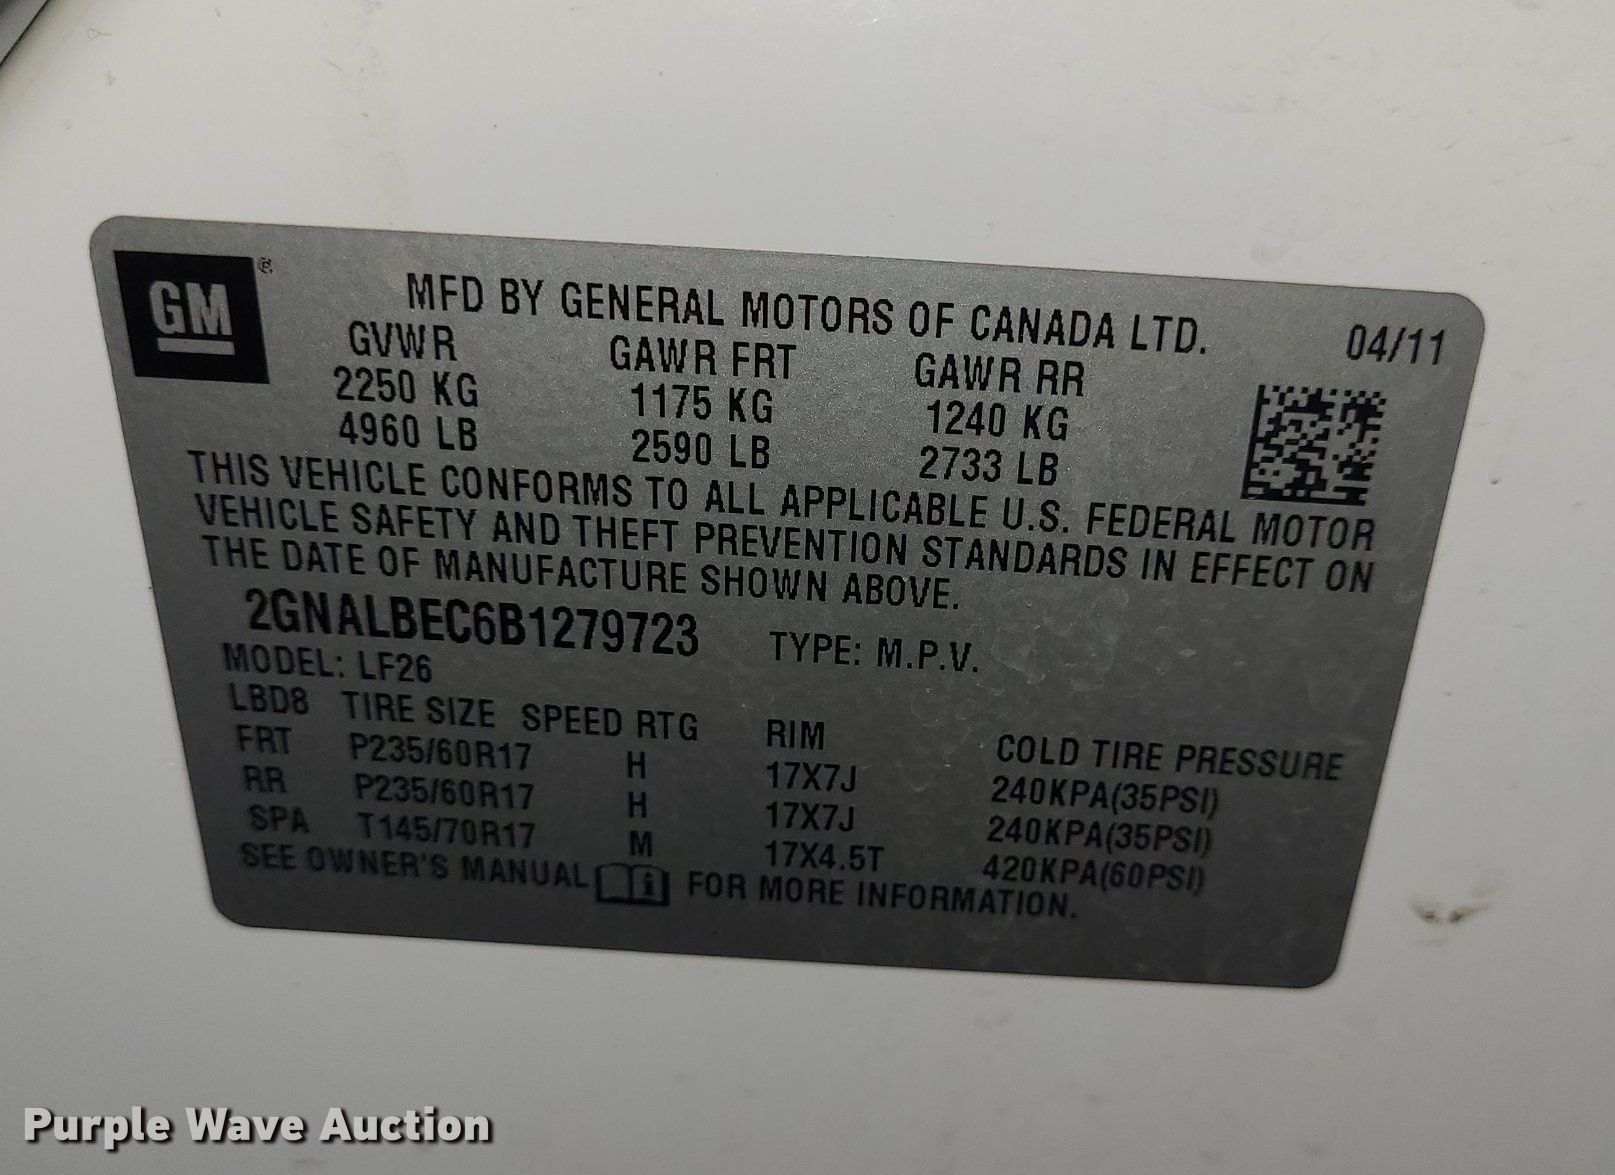 GM ®
MFD BY GENERAL MOTORS OF CANADA LTD. 04/11
GVWR GAWR FRT GAWR RR
2250 KG 1175 KG 1240 KG
4960 LB 2590 LB 2733 LB
THIS VEHICLE CONFORMS TO ALL APPLICABLE U.S. FEDERAL MOTOR
VEHICLE SAFETY AND THEFT PREVENTION STANDARDS IN EFFECT ON
THE DATE OF MANUFACTURE SHOWN ABOVE.
2GNALBEC6B1279723 TYPE: M.P.V.
MODEL: LF26
LBD8 TIRE SIZE SPEED RTG RIM COLD TIRE PRESSURE
FRT P235/60R17 H 17X7J 240KPA(35PSI)
RR P235/60R17 H 17X7J 240KPA(35PSI)
SPA T145/70R17 M 17X4.5T 420KPA(60PSI)
SEE OWNER'S MANUAL i FOR MORE INFORMATION.
Purple Wave Auction